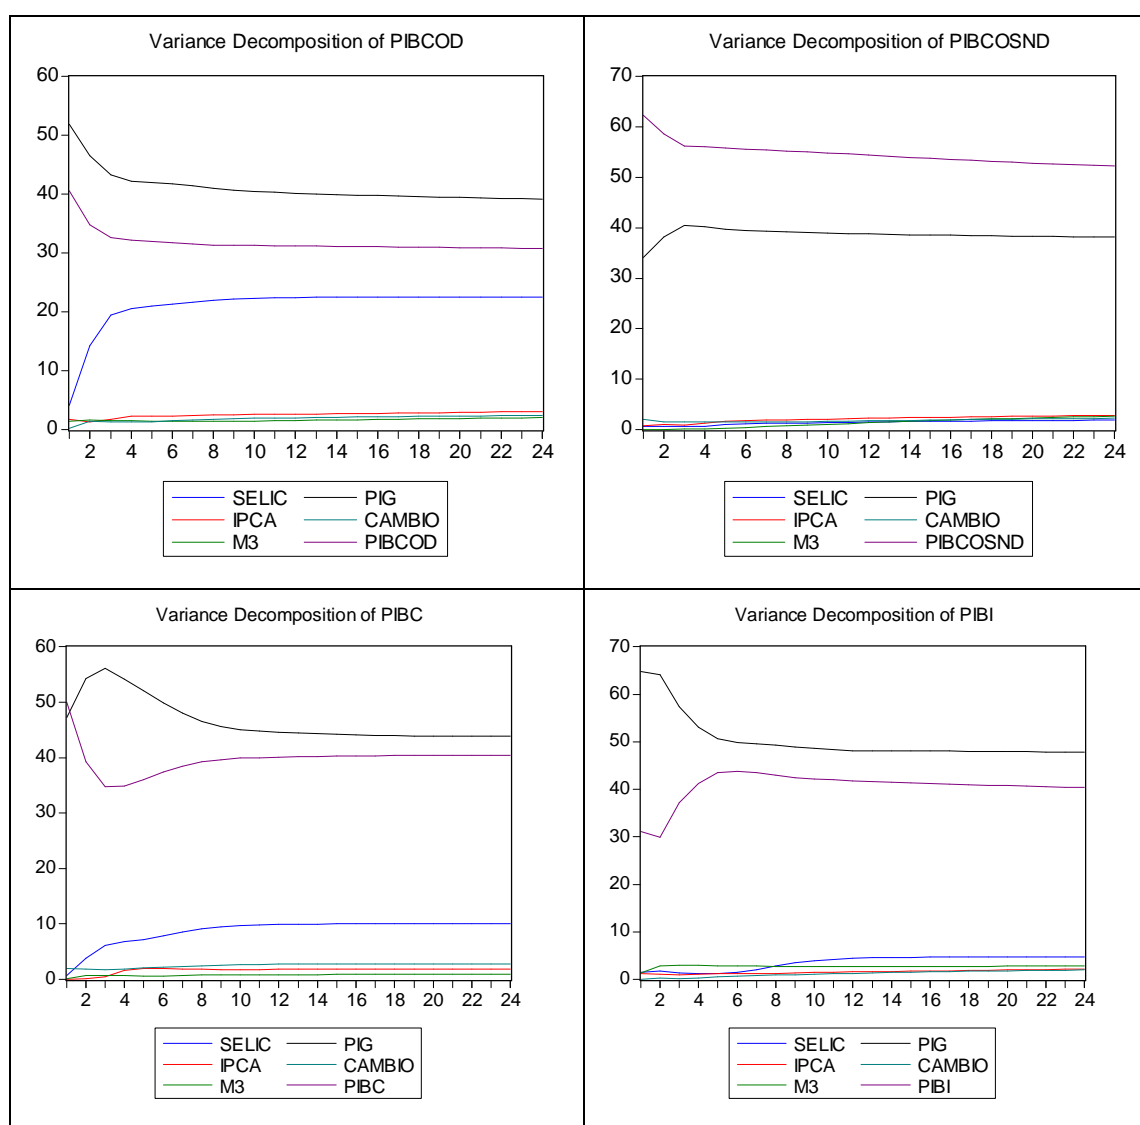 Variance Decomposition of PIBCOD
60
50
40
30
20
10
0
2 4 6 8 10 12 14 16 18 20 22 24
SELIC PIG
IPCA CAMBIO
M3 PIBCOD
Variance Decomposition of PIBCOSND
70
60
50
40
30
20
10
0
2 4 6 8 10 12 14 16 18 20 22 24
SELIC PIG
IPCA CAMBIO
M3 PIBCOSND
Variance Decomposition of PIBC
60
50
40
30
20
10
0
2 4 6 8 10 12 14 16 18 20 22 24
SELIC PIG
IPCA CAMBIO
M3 PIBC
Variance Decomposition of PIBI
70
60
50
40
30
20
10
0
2 4 6 8 10 12 14 16 18 20 22 24
SELIC PIG
IPCA CAMBIO
M3 PIBI